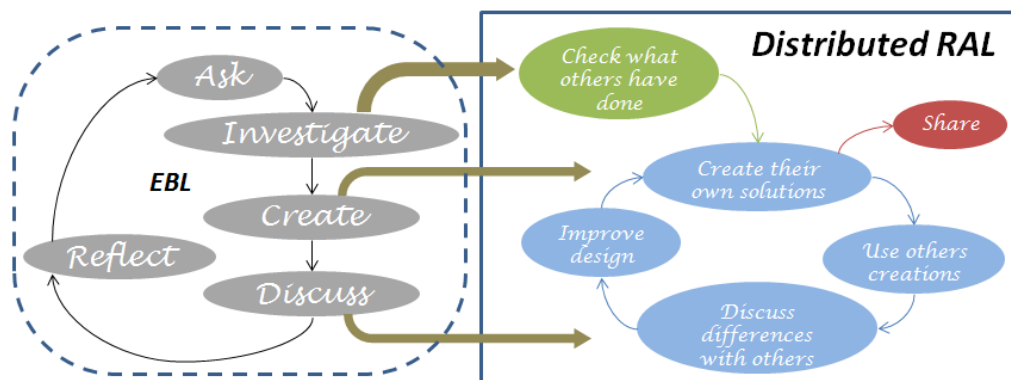 Ask
Investigate
EBL
Create
Reflect
Discuss
Distributed RAL
Check what
others have
done
Share
Create their
own solutions
Improve
design
Use others
creations
Discuss
differences
with others